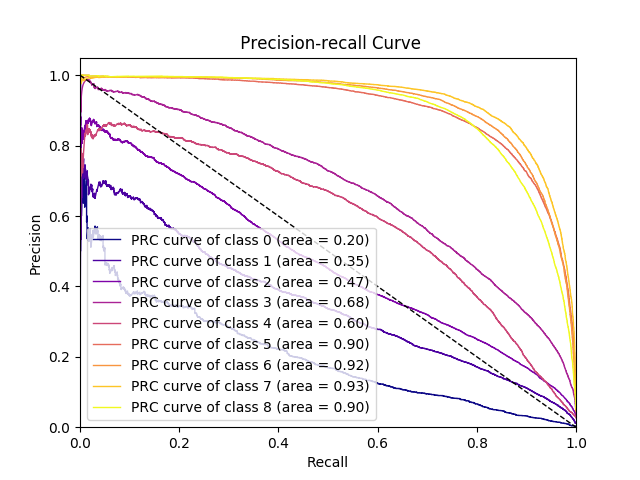 Precision-recall Curve
1.0
0.8
0.6
0.4
0.2
0.0
Precision
PRC curve of class 0 (area = 0.20)
PRC curve of class 1 (area = 0.35)
PRC curve of class 2 (area = 0.47)
PRC curve of class 3 (area = 0.68)
PRC curve of class 4 (area = 0.60)
PRC curve of class 5 (area = 0.90)
PRC curve of class 6 (area = 0.92)
PRC curve of class 7 (area = 0.93)
PRC curve of class 8 (area = 0.90)
0.0 0.2 0.4 0.6 0.8 1.0
Recall